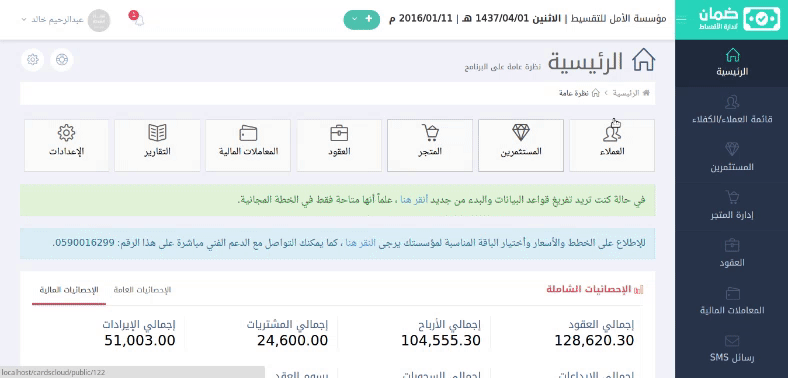 ضمان
لادارة الأقساط
مؤسسة الأمل للتقسيط | الاثنين 1437/04/01 هـ | 2016/01/11 م
1
عبدالرحيم خالد
الرئيسية
قائمة العملاء/الكفلاء
المستثمرين
إدارة المتجر
العقود
المعاملات المالية
رسائل SMS
الرئيسية نظرة عامة على البرنامج
الرئيسية > نظرة عامة
العملاء
المستثمرين
المتجر
العقود
المعاملات المالية
التقارير
الإعدادات
في حالة كنت تريد تفريغ قواعد البيانات والبدء من جديد أنقر هنا ، علماً أنها متاحة فقط في الخطة المجانية.
للإطلاع على الخطط والأسعار وأختيار الباقة المناسبة لمؤسستك يرجى النقر هنا ، كما يمكنك التواصل مع الدعم الفني مباشرة على هذا الرقم: 0590016299.
الإحصائيات الشاملة
الإحصائيات العامة
الإحصائيات المالية
إجمالي العقود
128,620.30
إجمالي الأرباح
104,555.30
إجمالي المشتريات
24,600.00
إجمالي الإيرادات
51,003.00
إجمالي الإيداعات
إجمالي السحوبات
رسوم العقد
localhost/cardscloud/public/122